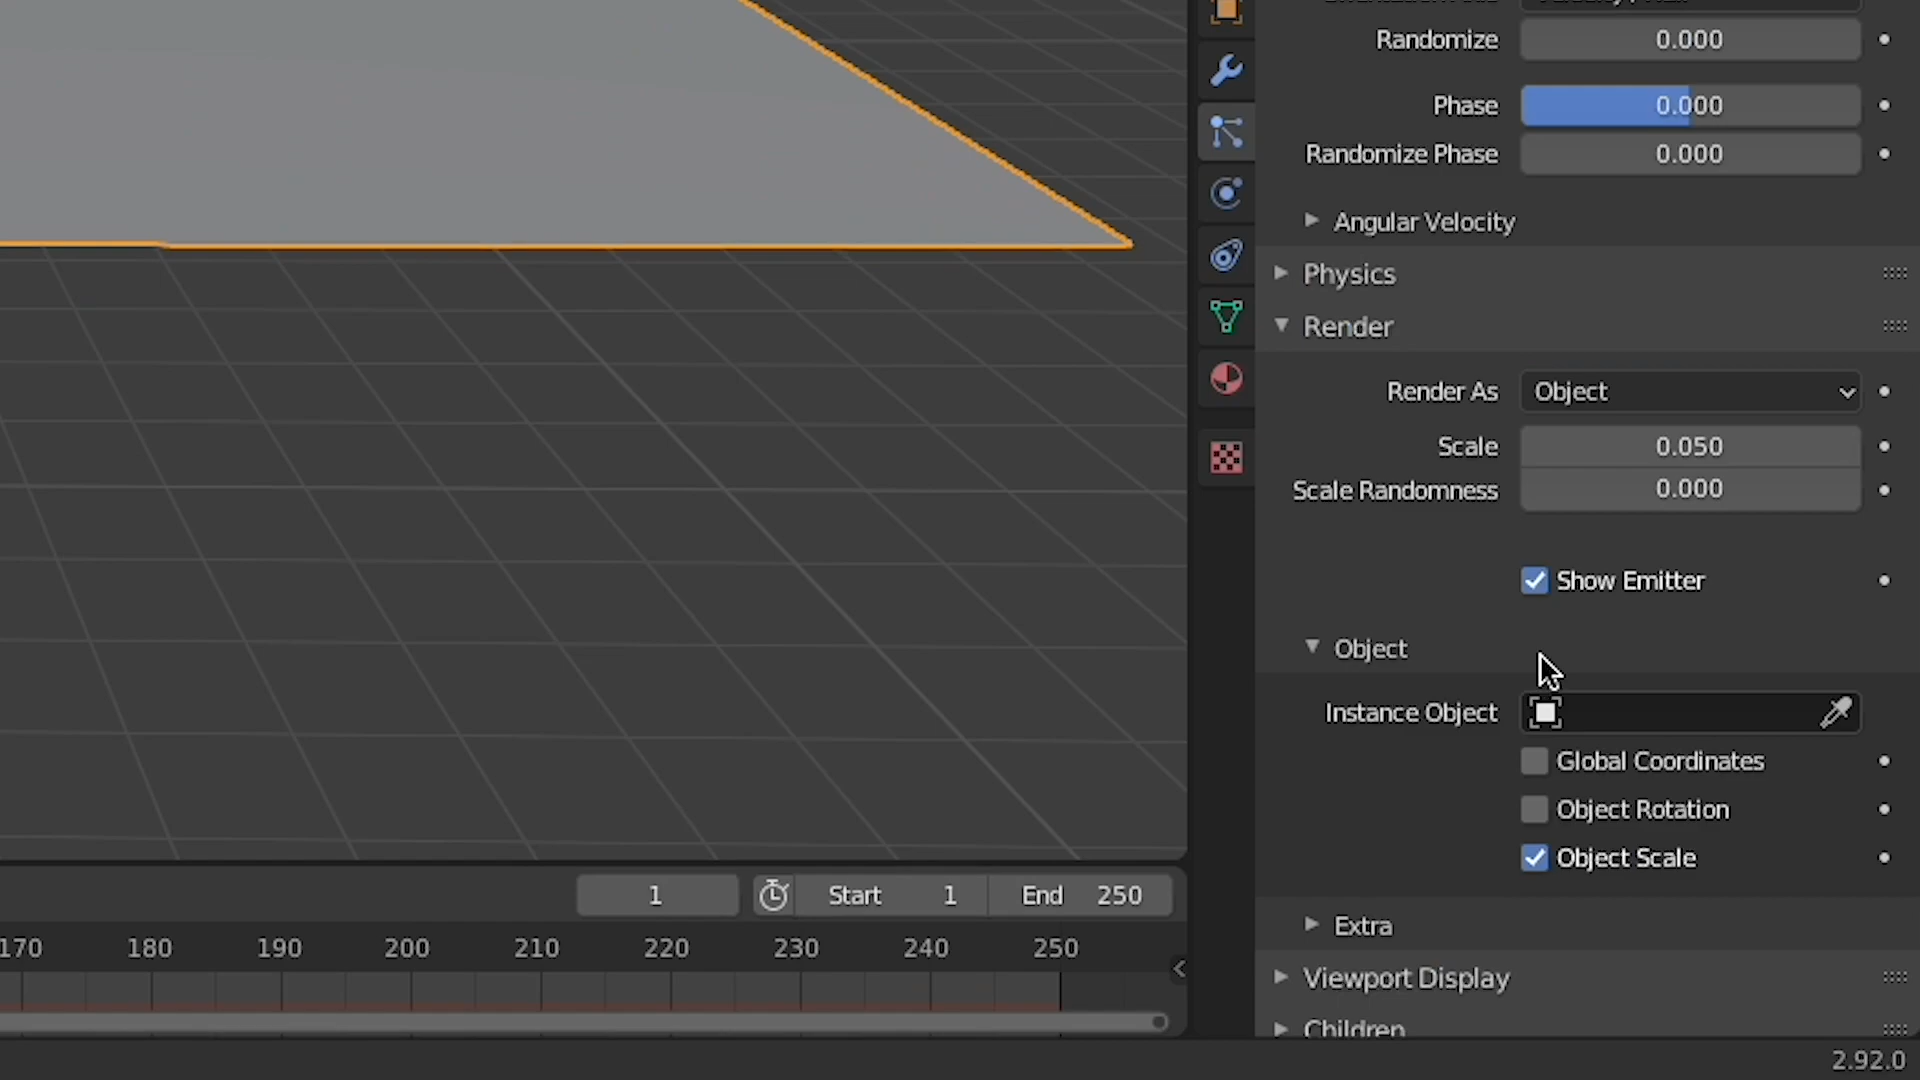 Randomize 0.000
Phase 0.000
Randomize Phase 0.000
Angular Velocity
Physics
Render
Render As Object
Scale 0.050
Scale Randomness 0.000
Show Emitter
Object
Instance Object
Global Coordinates
Object Rotation
Object Scale
Extra
Viewport Display
Children
1 Start 1 End 250
170 180 190 200 210 220 230 240 250
2.92.0